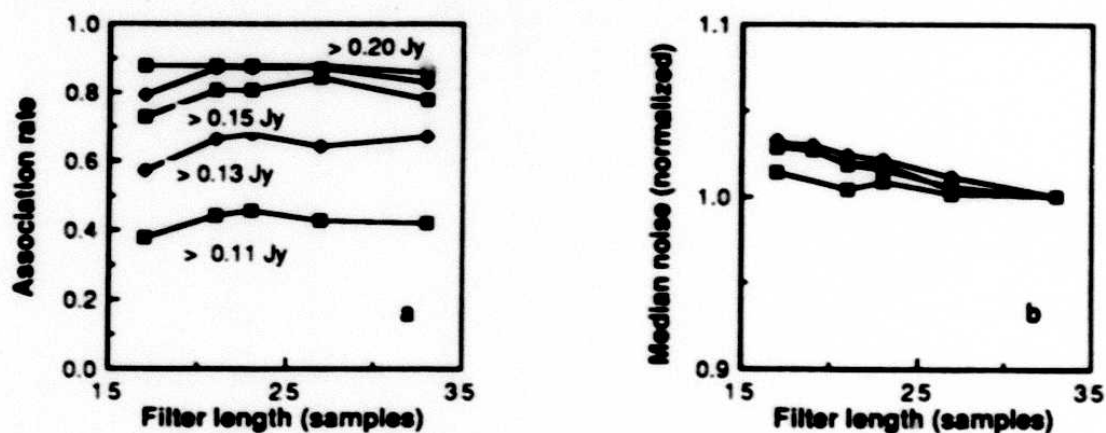 Association rate
1.0
0.8
0.6
0.4
0.2
0.0
> 0.20 Jy
> 0.15 Jy
> 0.13 Jy
> 0.11 Jy
a
15
25
35
Filter length (samples)
Median noise (normalized)
1.1
1.0
0.9
b
15
25
35
Filter length (samples)